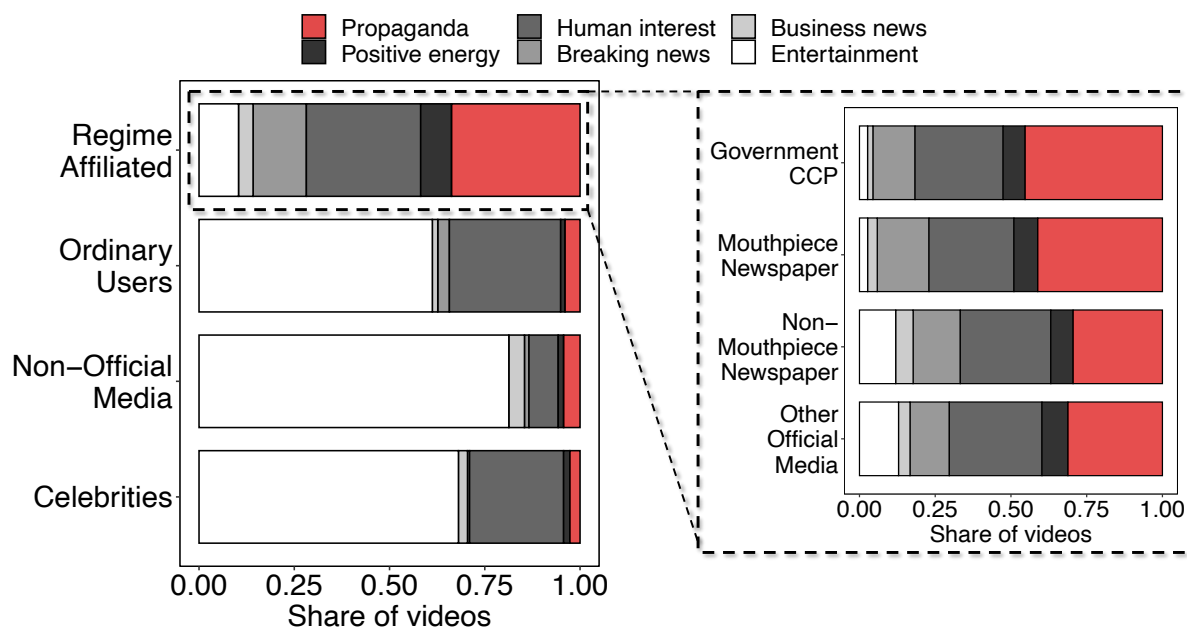 Propaganda
Human interest
Business news
Positive energy
Breaking news
Entertainment
Regime
Affiliated
Ordinary
Users
Non−Official
Media
Celebrities
0.00 0.25 0.50 0.75 1.00
Share of videos
Government
CCP
Mouthpiece
Newspaper
Non−
Mouthpiece
Newspaper
Other
Official
Media
0.00 0.25 0.50 0.75 1.00
Share of videos